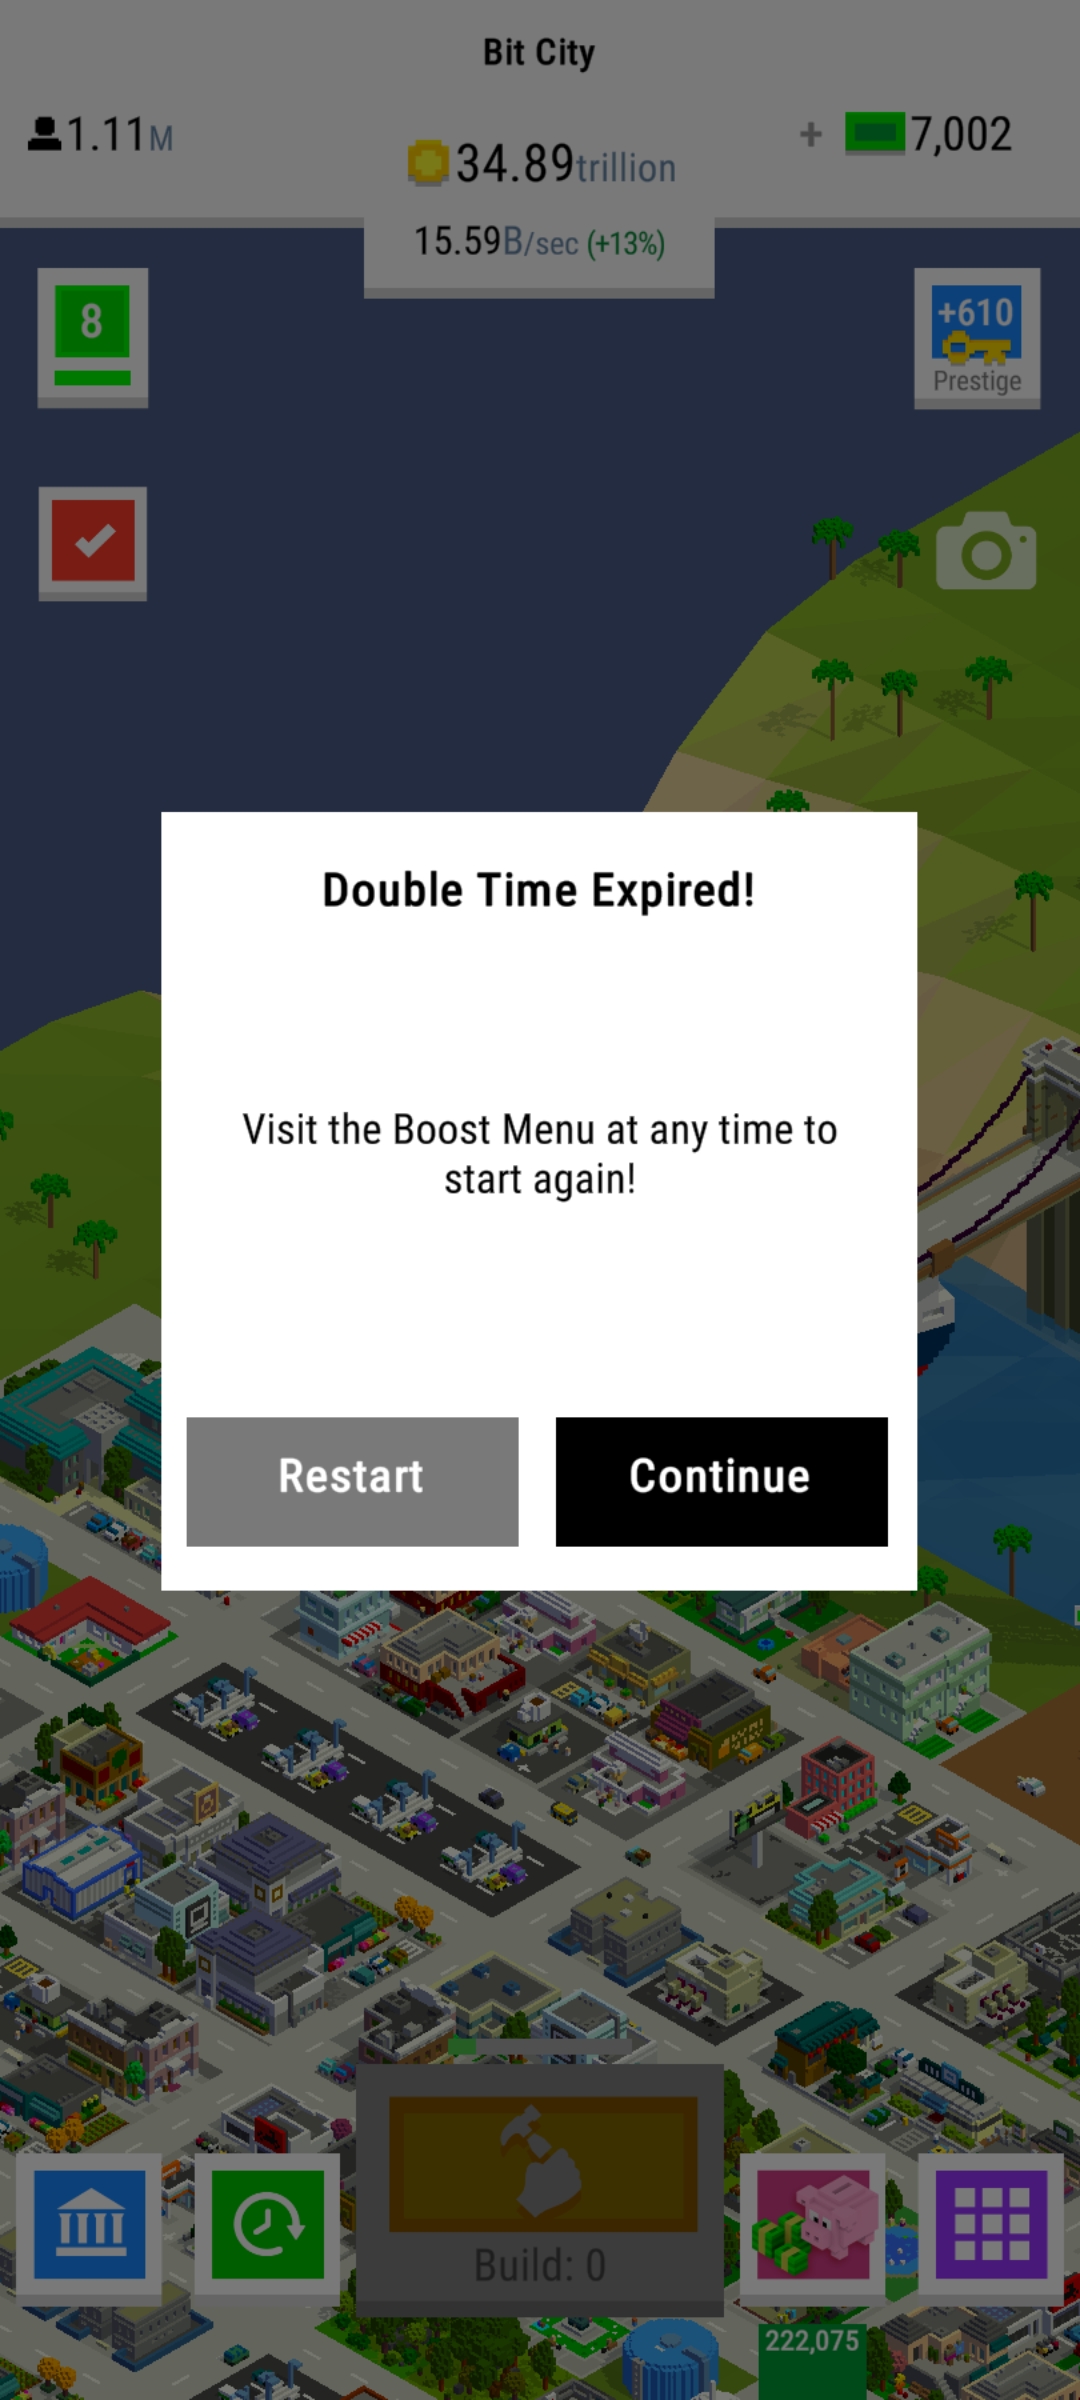 Bit City
1.11M
34.89trillion
+ 7,002
15.59B/sec (+13%)
8
+610
Prestige
Double Time Expired!
Visit the Boost Menu at any time to
start again!
Restart
Continue
Build: 0
222,075